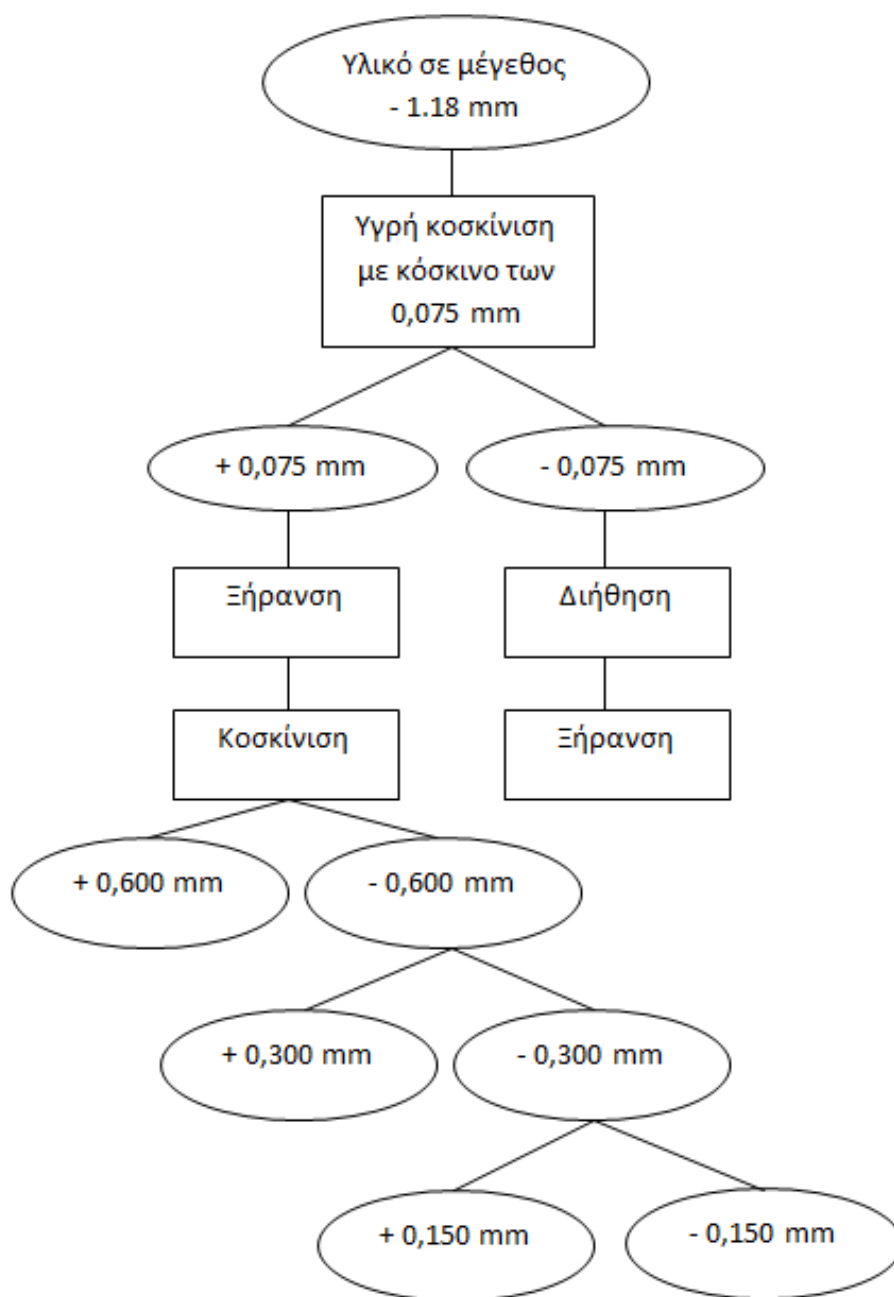 Υλικό σε μέγεθος
- 1.18 mm
Υγρή κοσκίνιση
με κόσκινο των
0,075 mm
+ 0,075 mm
- 0,075 mm
Ξήρανση
Διήθηση
Κοσκίνιση
Ξήρανση
+ 0,600 mm
- 0,600 mm
+ 0,300 mm
- 0,300 mm
+ 0,150 mm
- 0,150 mm